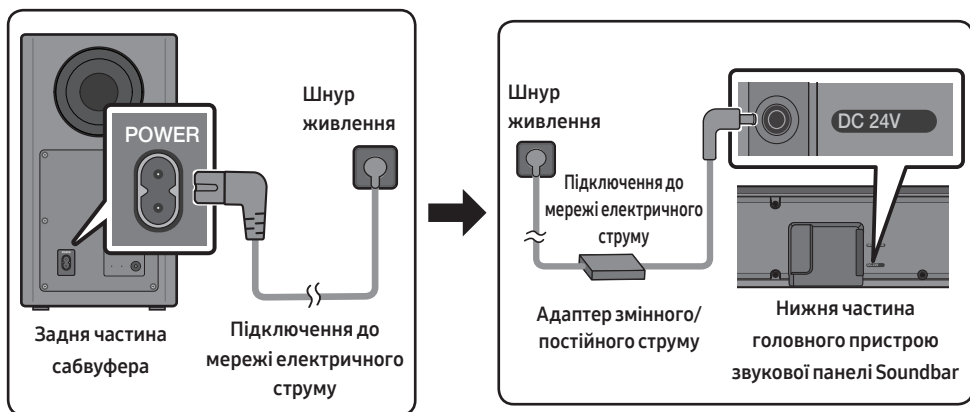 POWER
Шнур
живлення
Задня частина
сабвуфера
Підключення до
мережі електричного
струму
Шнур
живлення
Підключення до
мережі електричного
струму
Адаптер змінного/
постійного струму
DC 24V
Нижня частина
головного пристрою
звукової панелі Soundbar